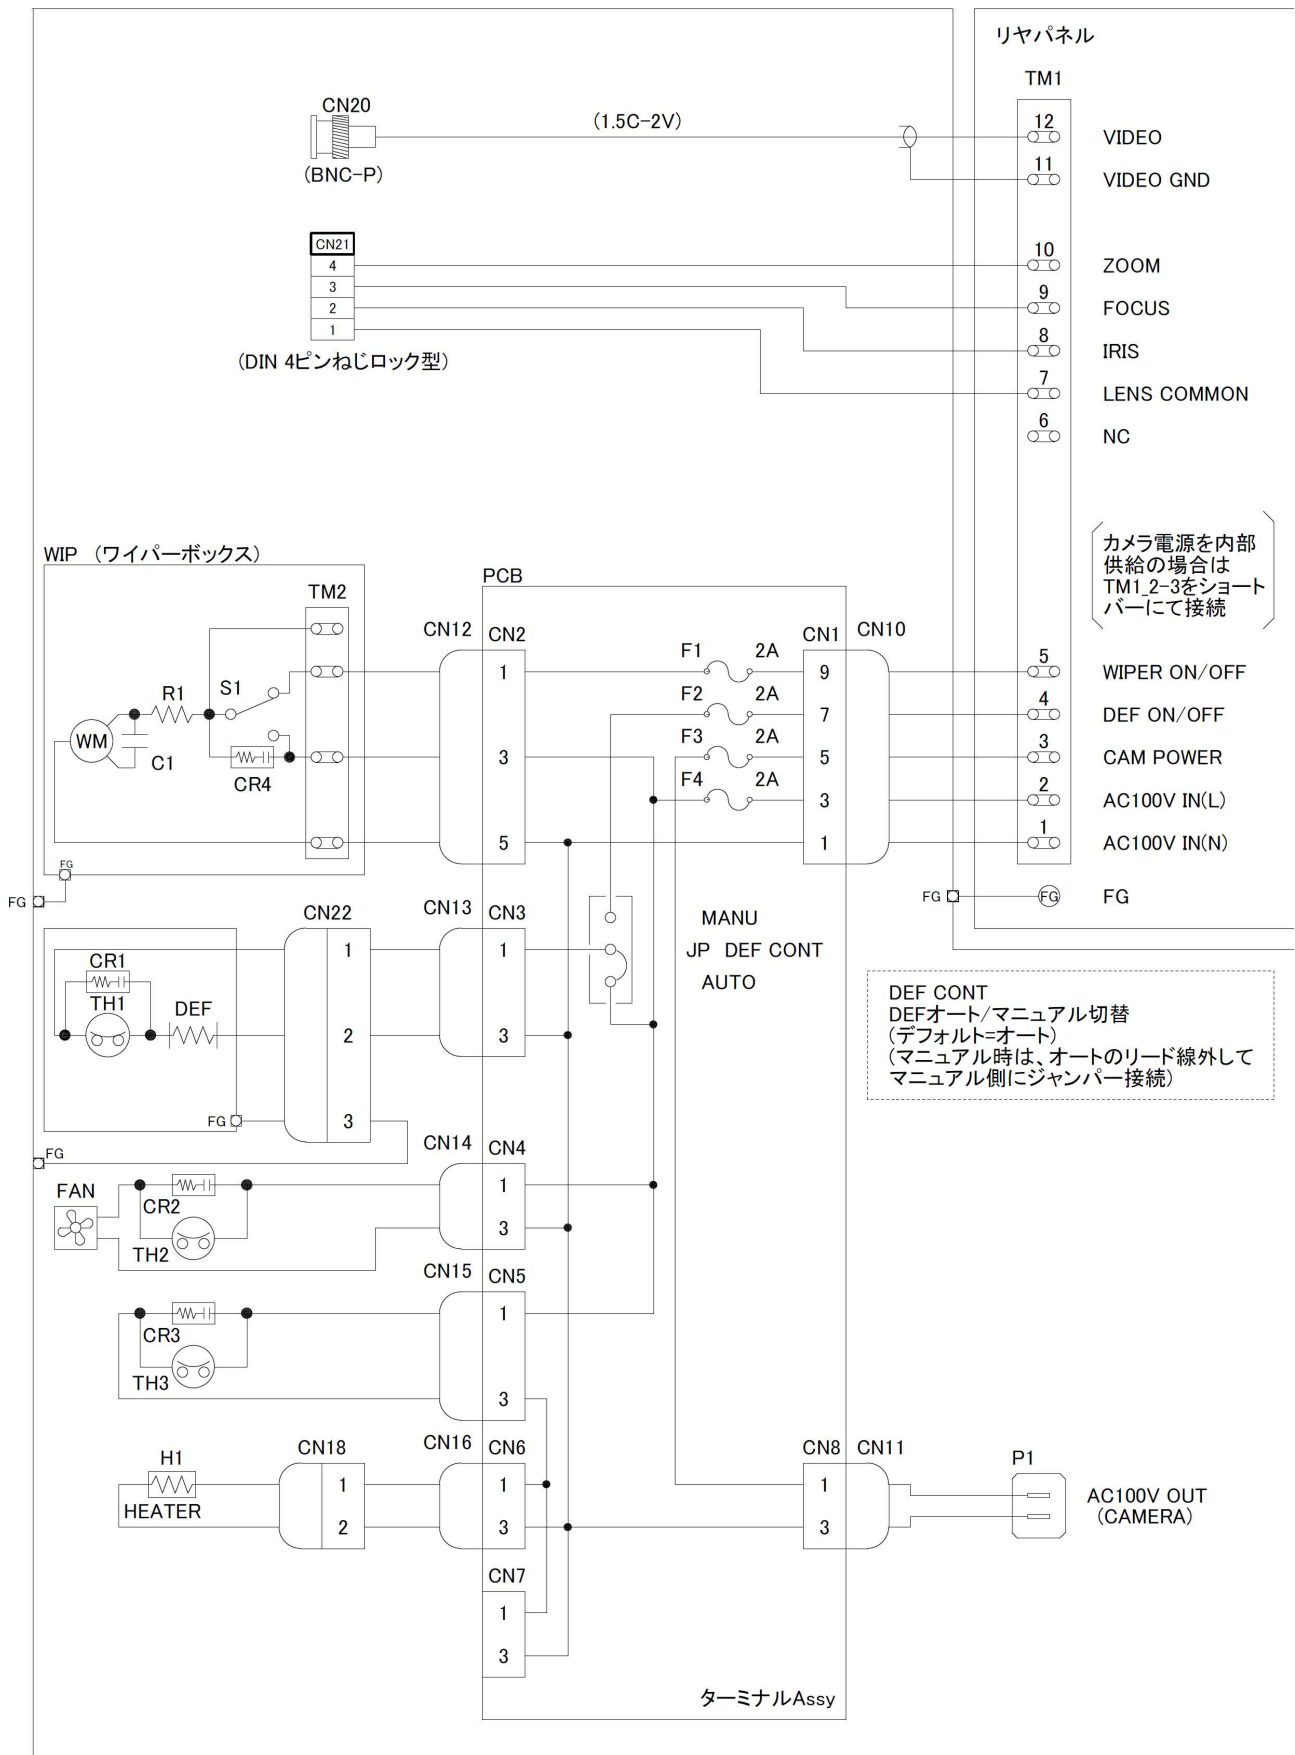 リヤパネル
TM1
CN20
(BNC-P)
(1.5C-2V)
12 VIDEO
11 VIDEO GND
CN21
4
3
2
1
(DIN 4ピンねじロック型)
10 ZOOM
9 FOCUS
8 IRIS
7 LENS COMMON
6 NC
カメラ電源を内部
供給の場合は
TM1_2-3をショート
バーにて接続
WIP (ワイパーボックス)
TM2
R1
S1
WM
C1
CR4
FG
FG
PCB
CN12 CN2
1
3
5
F1 2A
F2 2A
F3 2A
F4 2A
CN1 CN10
9
7
5
3
1
5 WIPER ON/OFF
4 DEF ON/OFF
3 CAM POWER
2 AC100V IN(L)
1 AC100V IN(N)
FG FG FG
CN22
1
2
3
CR1
TH1
DEF
FG
FG
CN13 CN3
1
3
MANU
JP DEF CONT
AUTO
DEF CONT
DEFオート/マニュアル切替
(デフォルト=オート)
(マニュアル時は、オートのリード線外して
マニュアル側にジャンパー接続)
FAN
CR2
TH2
CN14 CN4
1
3
CR3
TH3
CN15 CN5
1
3
H1
HEATER
CN18
1
2
CN16 CN6
1
3
CN7
1
3
CN8 CN11
1
3
P1
AC100V OUT
(CAMERA)
ターミナルAssy